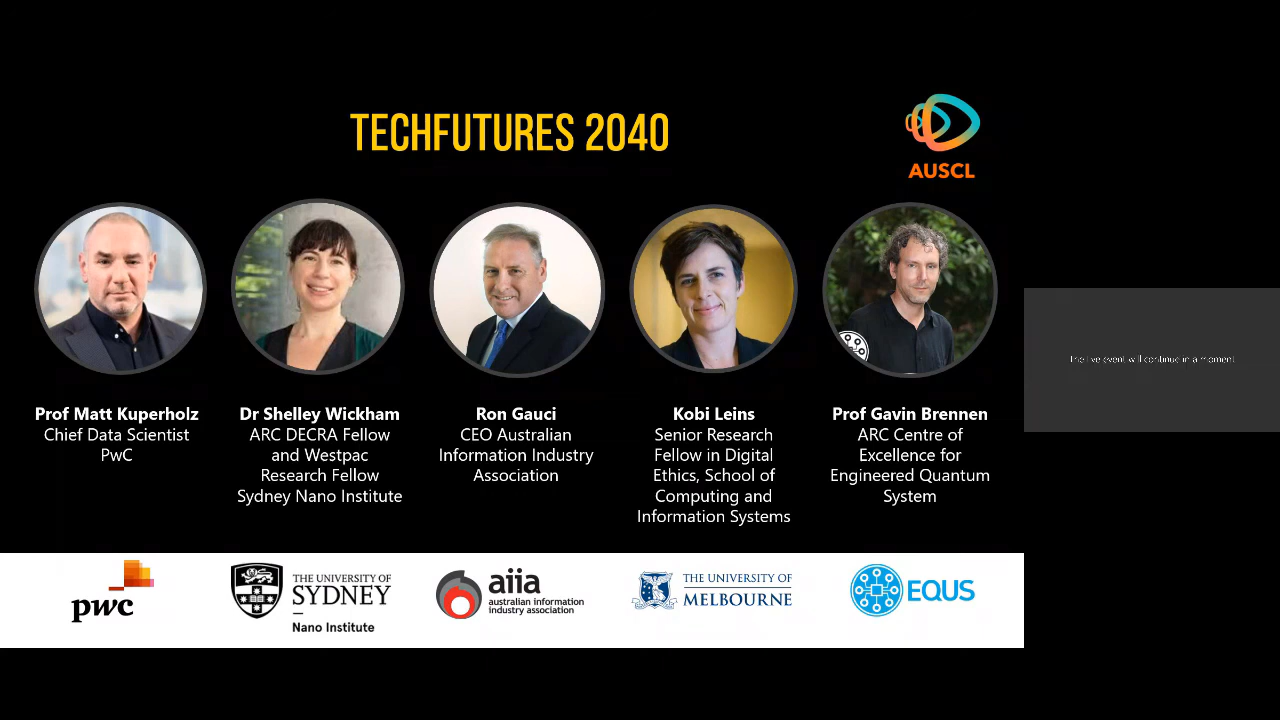 TECHFUTURES 2040
AUSCL
Prof Matt Kuperholz
Chief Data Scientist
PwC
Dr Shelley Wickham
ARC DECRA Fellow
and Westpac
Research Fellow
Sydney Nano Institute
Ron Gauci
CEO Australian
Information Industry
Association
Kobi Leins
Senior Research
Fellow in Digital
Ethics, School of
Computing and
Information Systems
Prof Gavin Brennen
ARC Centre of
Excellence for
Engineered Quantum
System
The live event will continue in a moment
pwc
THE UNIVERSITY OF
SYDNEY
Nano Institute
aiia
australian information
industry association
THE UNIVERSITY OF
MELBOURNE
EQUS